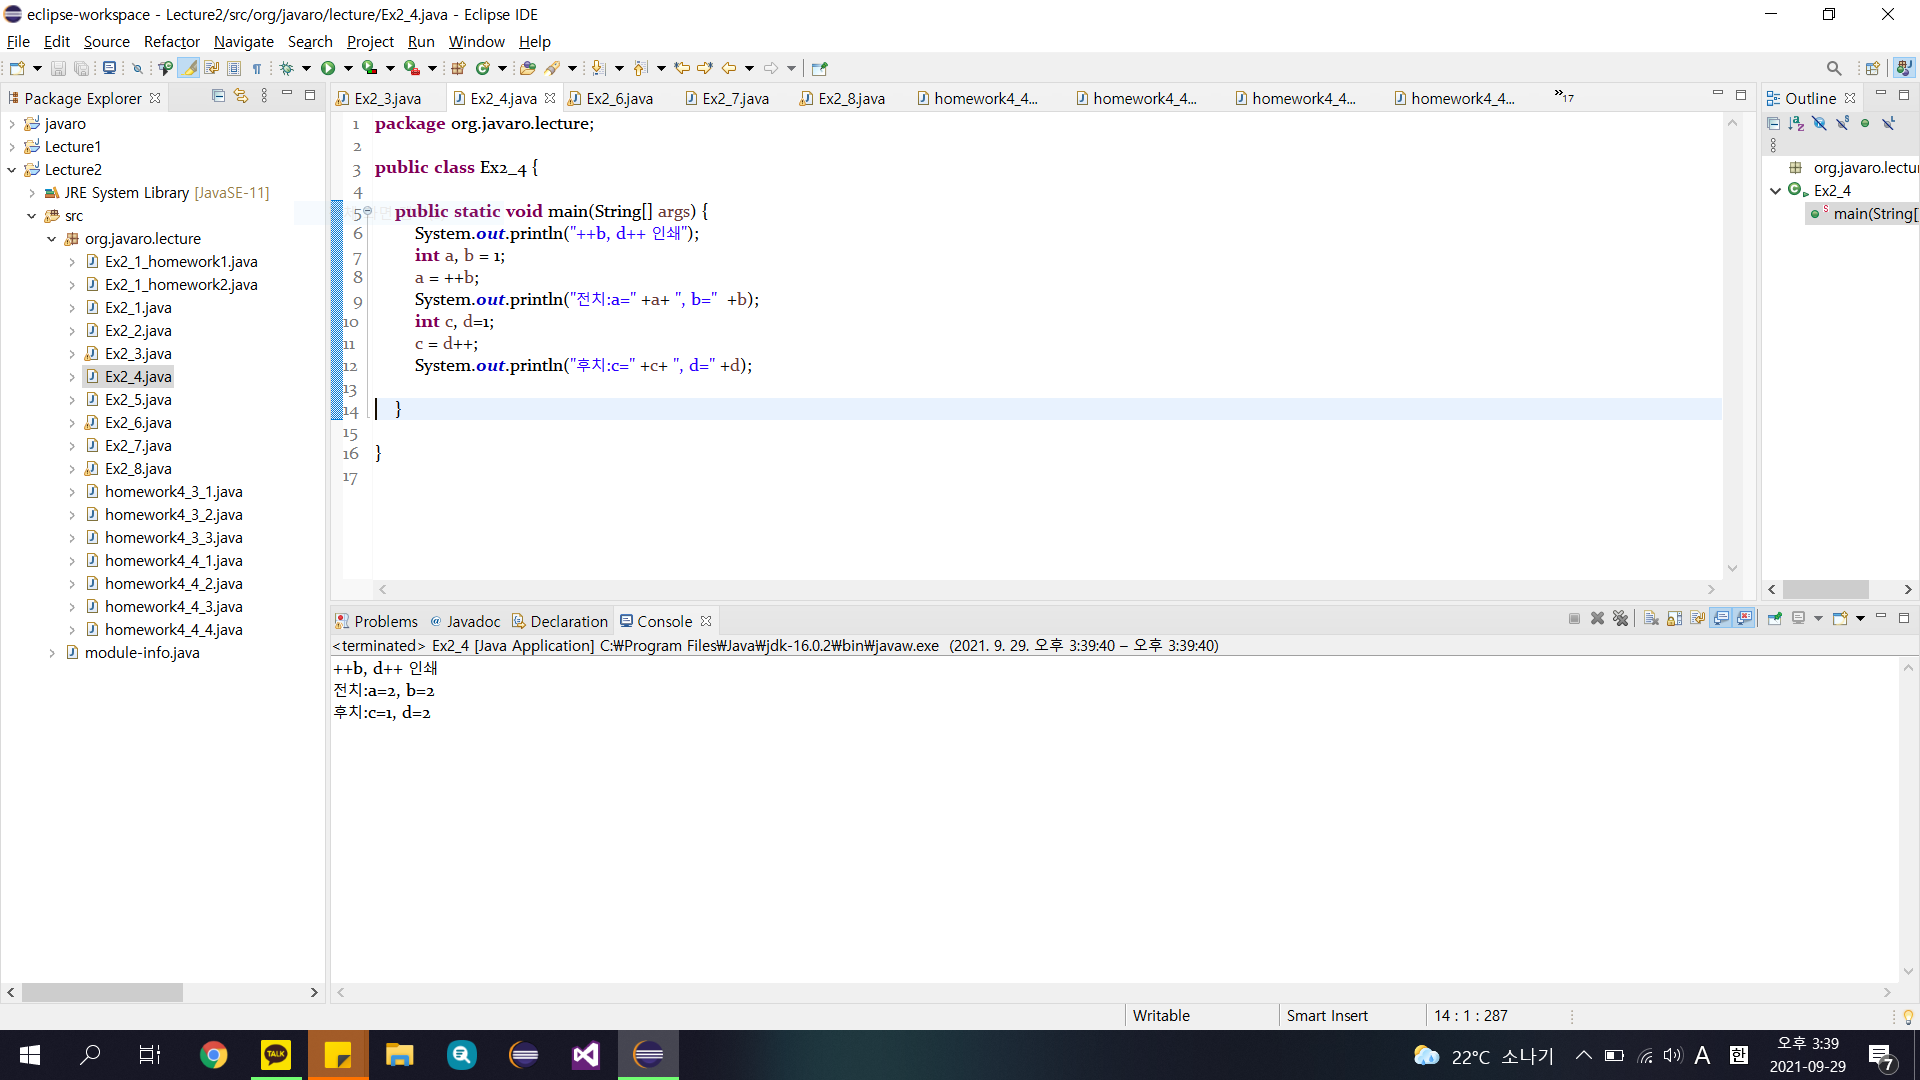 eclipse-workspace - Lecture2/src/org/javaro/lecture/Ex2_4.java - Eclipse IDE
File Edit Source Refactor Navigate Search Project Run Window Help
Package Explorer
javaro
Lecture1
Lecture2
JRE System Library [JavaSE-11]
src
org.javaro.lecture
Ex2_1_homework1.java
Ex2_1_homework2.java
Ex2_1.java
Ex2_2.java
Ex2_3.java
Ex2_4.java
Ex2_5.java
Ex2_6.java
Ex2_7.java
Ex2_8.java
homework4_3_1.java
homework4_3_2.java
homework4_3_3.java
homework4_4_1.java
homework4_4_2.java
homework4_4_3.java
homework4_4_4.java
module-info.java
Ex2_3.java Ex2_4.java Ex2_6.java Ex2_7.java Ex2_8.java homework4_4... homework4_4... homework4_4... homework4_4... »17
1 package org.javaro.lecture;
2
3 public class Ex2_4 {
4
5 public static void main(String[] args) {
6 System.out.println("++b, d++ 인쇄");
7 int a, b = 1;
8 a = ++b;
9 System.out.println("전치:a=" +a+ ", b="  +b);
10 int c, d=1;
11 c = d++;
12 System.out.println("후치:c=" +c+ ", d=" +d);
13
14 }
15
16 }
17
Outline
org.javaro.lectu
Ex2_4
main(String[
Problems @ Javadoc Declaration Console
<terminated> Ex2_4 [Java Application] C:₩Program Files₩Java₩jdk-16.0.2₩bin₩javaw.exe (2021. 9. 29. 오후 3:39:40 – 오후 3:39:40)
++b, d++ 인쇄
전치:a=2, b=2
후치:c=1, d=2
Writable Smart Insert 14 : 1 : 287
TALK
22°C 소나기 A 한 오후 3:39
2021-09-29 7